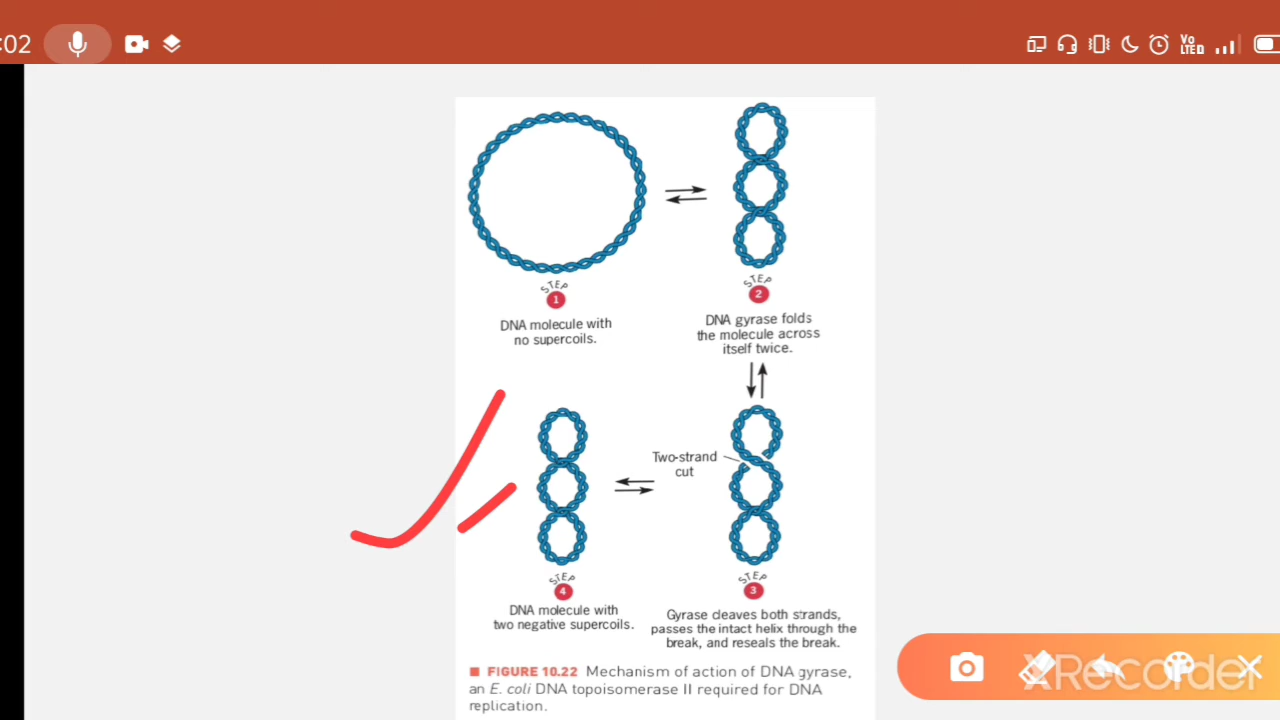 :02
Vo
LTE D
STEP
1
DNA molecule with
no supercoils.
STEP
2
DNA gyrase folds
the molecule across
itself twice.
Two-strand
cut
STEP
3
Gyrase cleaves both strands,
passes the intact helix through the
break, and reseals the break.
STEP
4
DNA molecule with
two negative supercoils.
FIGURE 10.22 Mechanism of action of DNA gyrase,
an E. coli DNA topoisomerase II required for DNA
replication.
XRecorder